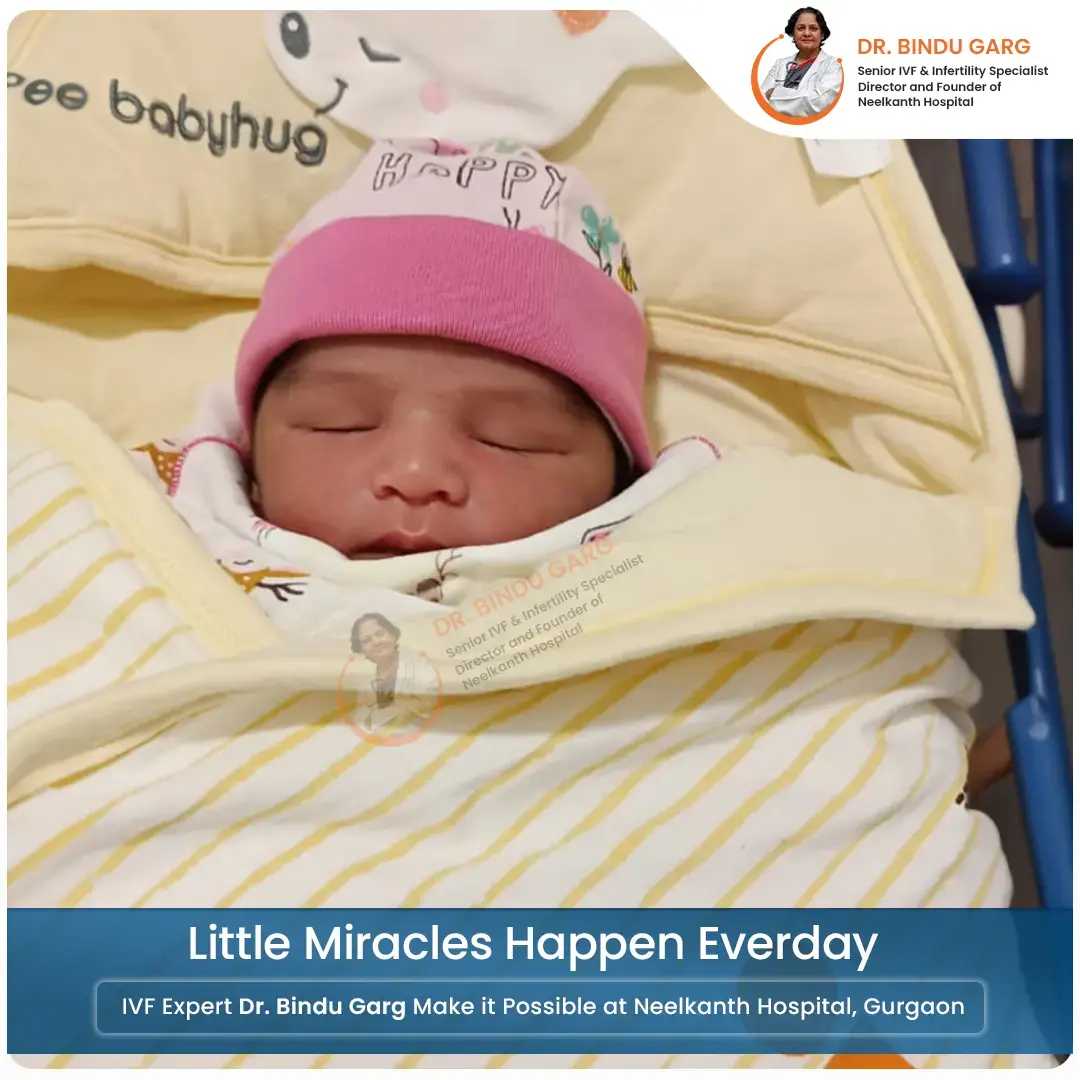 DR. BINDU GARG
Senior IVF & Infertility Specialist
Director and Founder of
Neelkanth Hospital
babyhug
HAPPY
DR. BINDU GARG
Senior IVF & Infertility Specialist
Director and Founder of
Neelkanth Hospital
Little Miracles Happen Everday
IVF Expert Dr. Bindu Garg Make it Possible at Neelkanth Hospital, Gurgaon